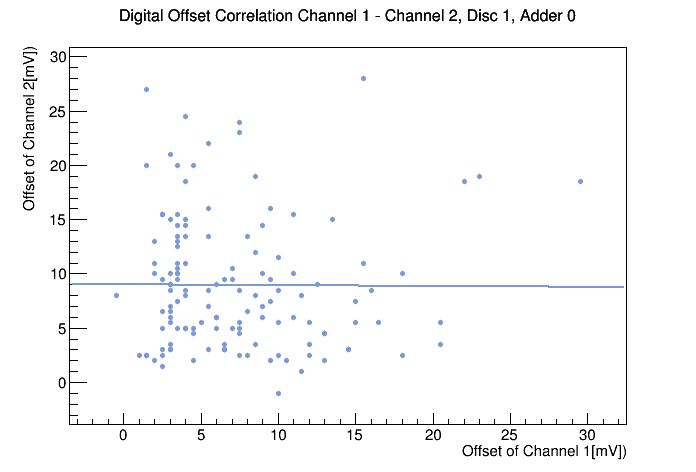 Digital Offset Correlation Channel 1 - Channel 2, Disc 1, Adder 0
Offset of Channel 2[mV])
30
25
20
15
10
5
0
0 5 10 15 20 25 30
Offset of Channel 1[mV])